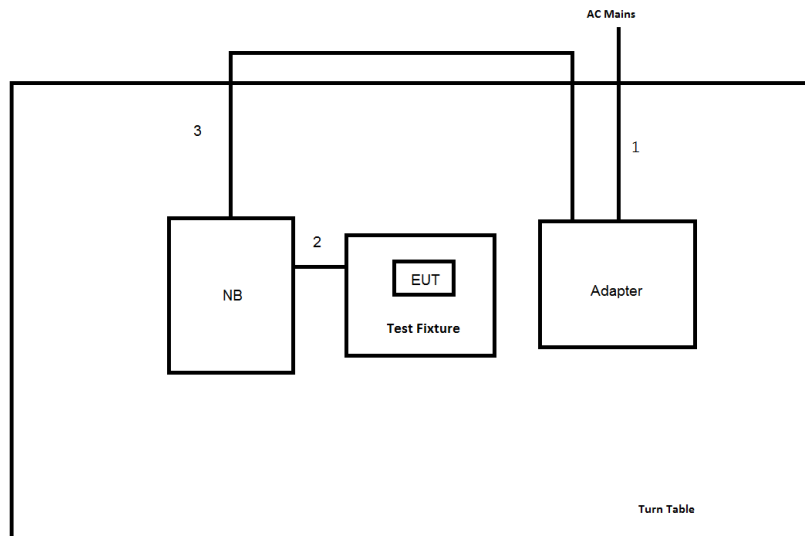 AC Mains
3
1
2
NB
EUT
Test Fixture
Adapter
Turn Table